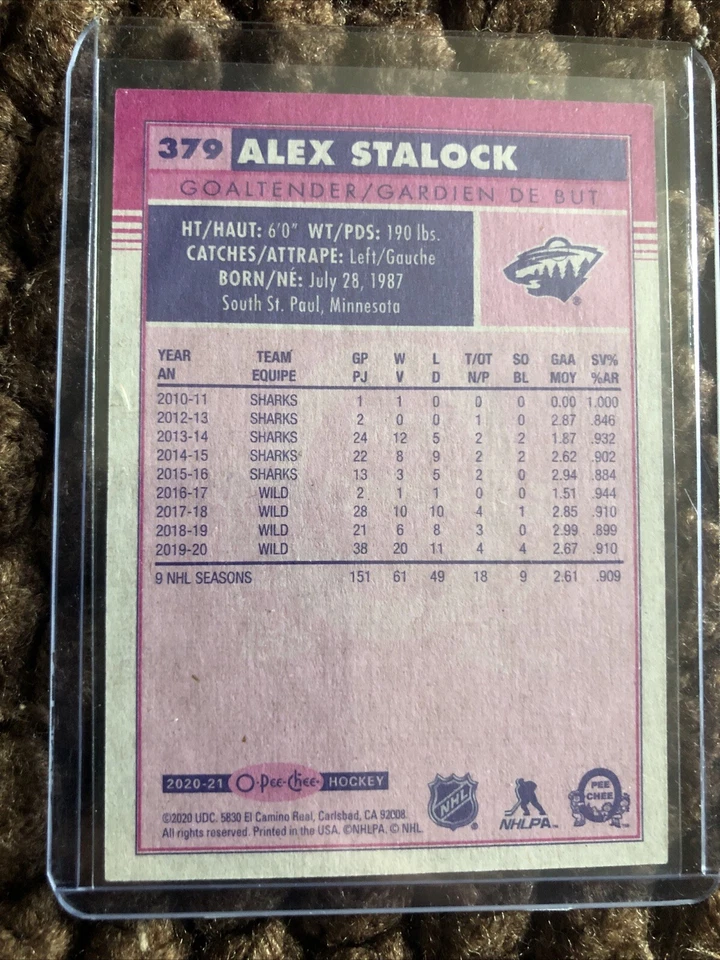 379 ALEX STALOCK
GOALTENDER/GARDIEN DE BUT
HT/HAUT: 6'0" WT/PDS: 190 lbs.
CATCHES/ATTRAPE: Left/Gauche
BORN/NÉ: July 28, 1987
South St. Paul, Minnesota
®
YEAR TEAM GP W L T/OT SO GAA SV%
AN EQUIPE PJ V D N/P BL MOY %AR
2010-11 SHARKS 1 1 0 0 0 0.00 1.000
2012-13 SHARKS 2 0 0 1 0 2.87 .846
2013-14 SHARKS 24 12 5 2 2 1.87 .932
2014-15 SHARKS 22 8 9 2 2 2.62 .902
2015-16 SHARKS 13 3 5 2 0 2.94 .884
2016-17 WILD 2 1 1 0 0 1.51 .944
2017-18 WILD 28 10 10 4 1 2.85 .910
2018-19 WILD 21 6 8 3 0 2.99 .899
2019-20 WILD 38 20 11 4 4 2.67 .910
9 NHL SEASONS 151 61 49 18 9 2.61 .909
2020-21 O-Pee-Chee HOCKEY
NHL ®
NHLPA™
PEE
CHEE
©2020 UDC. 5830 El Camino Real, Carlsbad, CA 92008.
All rights reserved. Printed in the USA. ©NHLPA. © NHL.